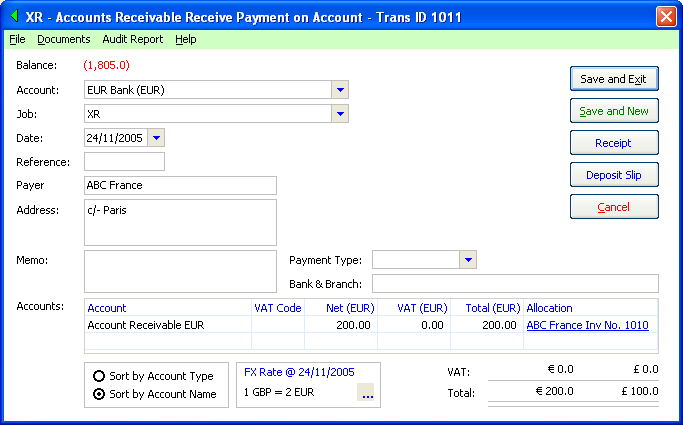 XR - Accounts Receivable Receive Payment on Account - Trans ID 1011
File Documents Audit Report Help
Balance: (1,805.0)
Account: EUR Bank (EUR)
Save and Exit
Job: XR
Save and New
Date: 24/11/2005
Receipt
Reference:
Payer ABC France
Deposit Slip
Address: c/- Paris
Cancel
Memo:
Payment Type:
Bank & Branch:
Accounts:
Account VAT Code Net (EUR) VAT (EUR) Total (EUR) Allocation
Account Receivable EUR 200.00 0.00 200.00 ABC France Inv No. 1010
Sort by Account Type
Sort by Account Name
FX Rate @ 24/11/2005
1 GBP = 2 EUR ...
VAT: € 0.0 £ 0.0
Total: € 200.0 £ 100.0